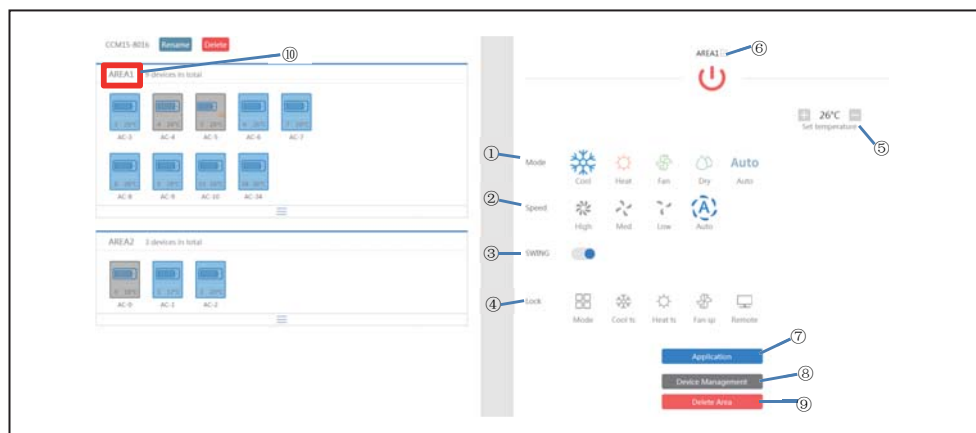 CCM15-8016 Rename Delete
⑩
AREA1 9 devices in total
AC-3 AC-4 AC-5 AC-6 AC-7
AC-8 AC-9 AC-10 AC-34
AREA2 3 devices in total
AC-0 AC-1 AC-2
AREA1 ⑥
26°C
Set temperature ⑤
① Mode
Cool Heat Fan Dry Auto Auto
② Speed
High Med Low A Auto
③ SWING
④ Lock
Mode Cool ts Heat ts Fan sp Remote
Application ⑦
Device Management ⑧
Delete Area ⑨